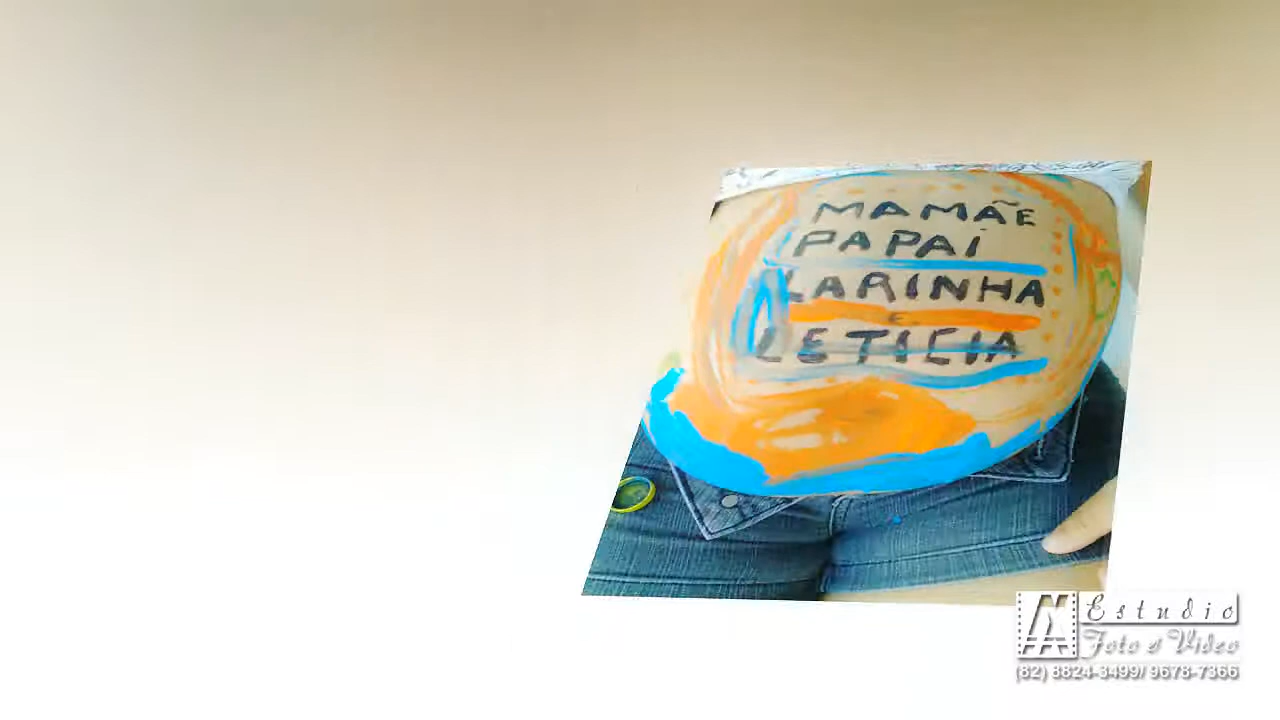 MAMÃE
PAPAI
LARINHA
E
LETICIA
Estudio
Foto e Video
(82) 8824-3499/ 9678-7366